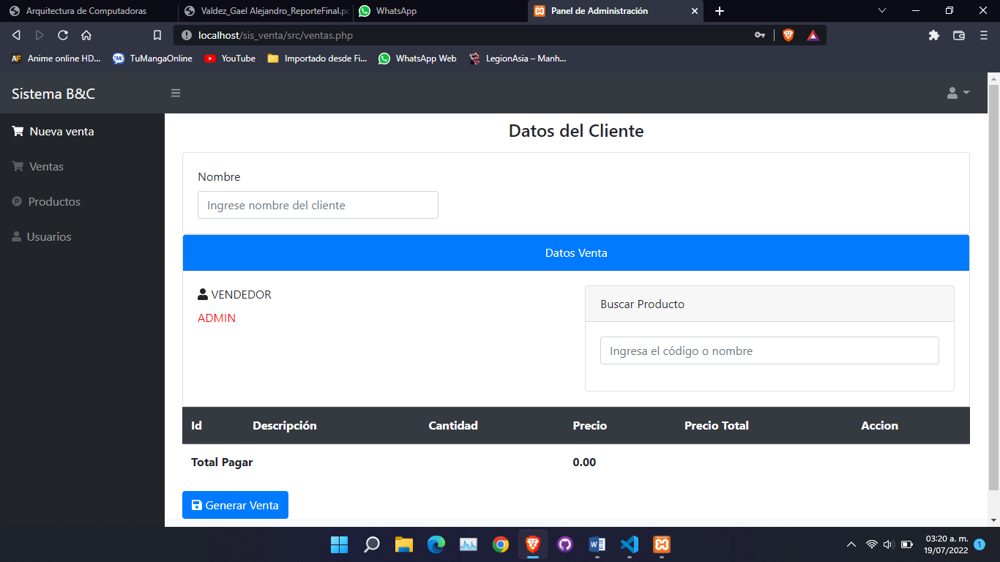 Arquitectura de Computadoras
Valdez_Gael Alejandro_ReporteFinal.pd
WhatsApp
Panel de Administración
localhost/sis_venta/src/ventas.php
AF Anime online HD...
TMO TuMangaOnline
YouTube
Importado desde Fi...
WhatsApp Web
LegionAsia – Manh...
Sistema B&C
Nueva venta
Ventas
P Productos
Usuarios
Datos del Cliente
Nombre
Ingrese nombre del cliente
Datos Venta
VENDEDOR
ADMIN
Buscar Producto
Ingresa el código o nombre
Id Descripción Cantidad Precio Precio Total Accion
Total Pagar 0.00
Generar Venta
03:20 a. m.
19/07/2022
1